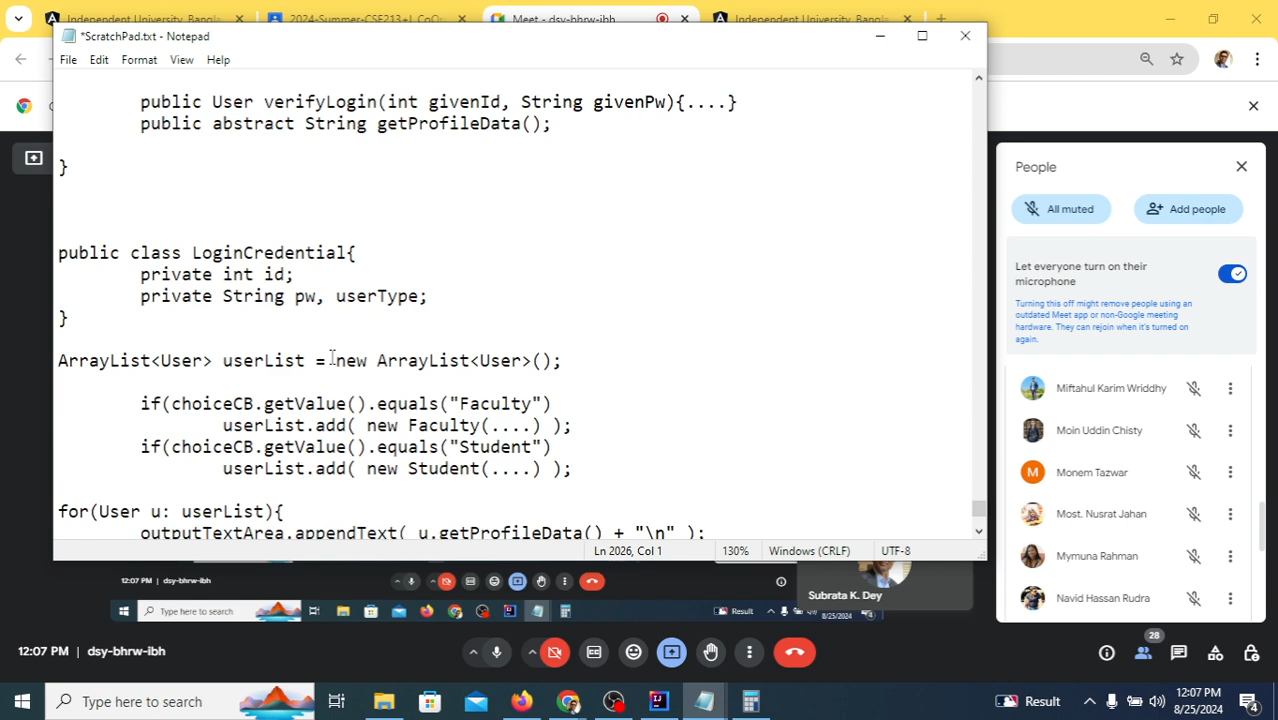 Independent University, Bangla
2024-Summer-CSE213+L CoOf
Meet - dsy-bhrw-ibh
Independent University, Bangla
*ScratchPad.txt - Notepad
File Edit Format View Help
public User verifyLogin(int givenId, String givenPw){....}
public abstract String getProfileData();
}
public class LoginCredential{
private int id;
private String pw, userType;
}
ArrayList<User> userList = new ArrayList<User>();
if(choiceCB.getValue().equals("Faculty")
userList.add( new Faculty(....) );
if(choiceCB.getValue().equals("Student")
userList.add( new Student(....) );
for(User u: userList){
outputTextArea.appendText( u.getProfileData() + "\n" );
Ln 2026, Col 1 130% Windows (CRLF) UTF-8
People
All muted
Add people
Let everyone turn on their
microphone
Turning this off might remove people using an
outdated Meet app or non-Google meeting
hardware. They can rejoin when it's turned on
again.
Miftahul Karim Wriddhy
Moin Uddin Chisty
M Monem Tazwar
Most. Nusrat Jahan
Mymuna Rahman
Navid Hassan Rudra
12:07 PM | dsy-bhrw-ibh
Subrata K. Dey
Type here to search
Result
12:07 PM
8/25/2024
12:07 PM | dsy-bhrw-ibh
28
Type here to search
Result
12:07 PM
8/25/2024
4